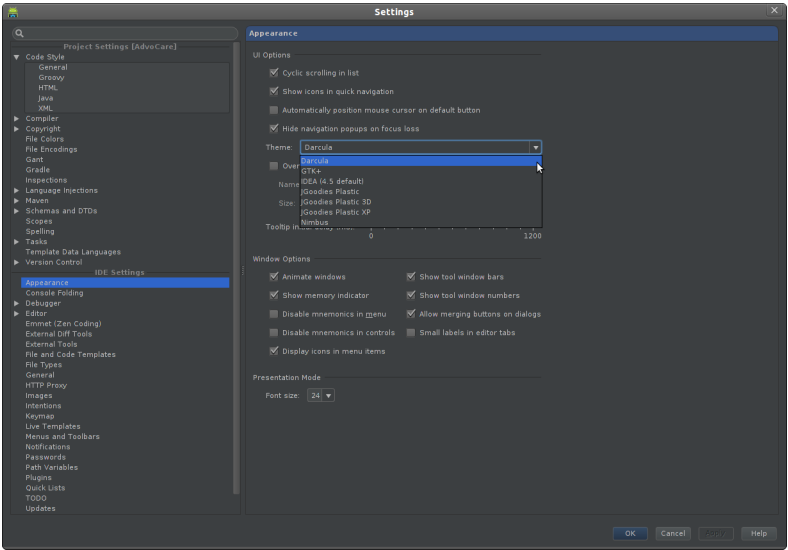 Settings
Project Settings [AdvoCare]
Code Style
General
Groovy
HTML
Java
XML
Compiler
Copyright
File Colors
File Encodings
Gant
Gradle
Inspections
Language Injections
Maven
Schemas and DTDs
Scopes
Spelling
Tasks
Template Data Languages
Version Control
IDE Settings
Appearance
Console Folding
Debugger
Editor
Emmet (Zen Coding)
External Diff Tools
External Tools
File and Code Templates
File Types
General
HTTP Proxy
Images
Intentions
Keymap
Live Templates
Menus and Toolbars
Notifications
Passwords
Path Variables
Plugins
Quick Lists
TODO
Updates
Appearance
UI Options
Cyclic scrolling in list
Show icons in quick navigation
Automatically position mouse cursor on default button
Hide navigation popups on focus loss
Theme: Darcula
Darcula
GTK+
IDEA (4.5 default)
JGoodies Plastic
JGoodies Plastic 3D
JGoodies Plastic XP
Nimbus
Over
Name
Size:
Tooltip
0 1200
Window Options
Animate windows Show tool window bars
Show memory indicator Show tool window numbers
Disable mnemonics in menu Allow merging buttons on dialogs
Disable mnemonics in controls Small labels in editor tabs
Display icons in menu items
Presentation Mode
Font size: 24
OK Cancel Apply Help